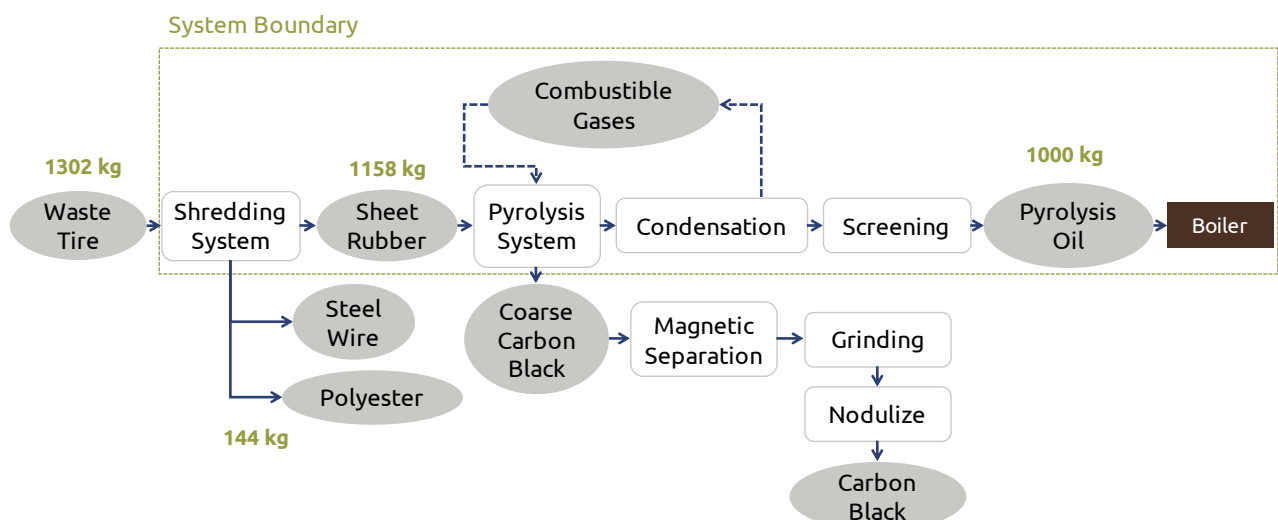 System Boundary
Combustible
Gases
1302 kg
1158 kg
1000 kg
Waste
Tire
Shredding
System
Sheet
Rubber
Pyrolysis
System
Condensation
Screening
Pyrolysis
Oil
Boiler
Steel
Wire
Coarse
Carbon
Black
Magnetic
Separation
Grinding
Polyester
Nodulize
144 kg
Carbon
Black